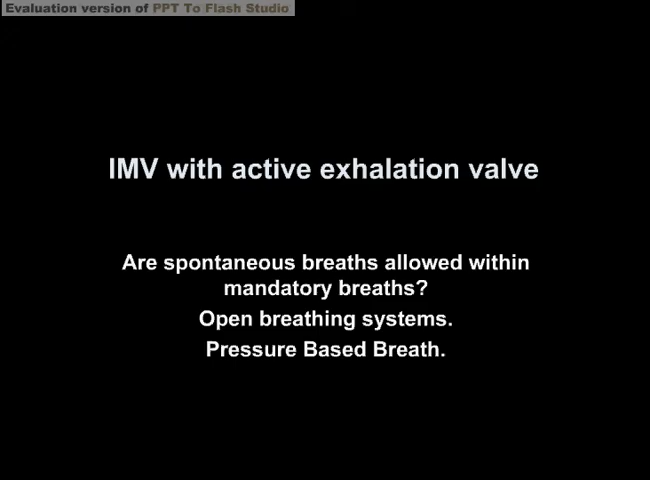 Evaluation version of PPT To Flash Studio
IMV with active exhalation valve
Are spontaneous breaths allowed within
mandatory breaths?
Open breathing systems.
Pressure Based Breath.